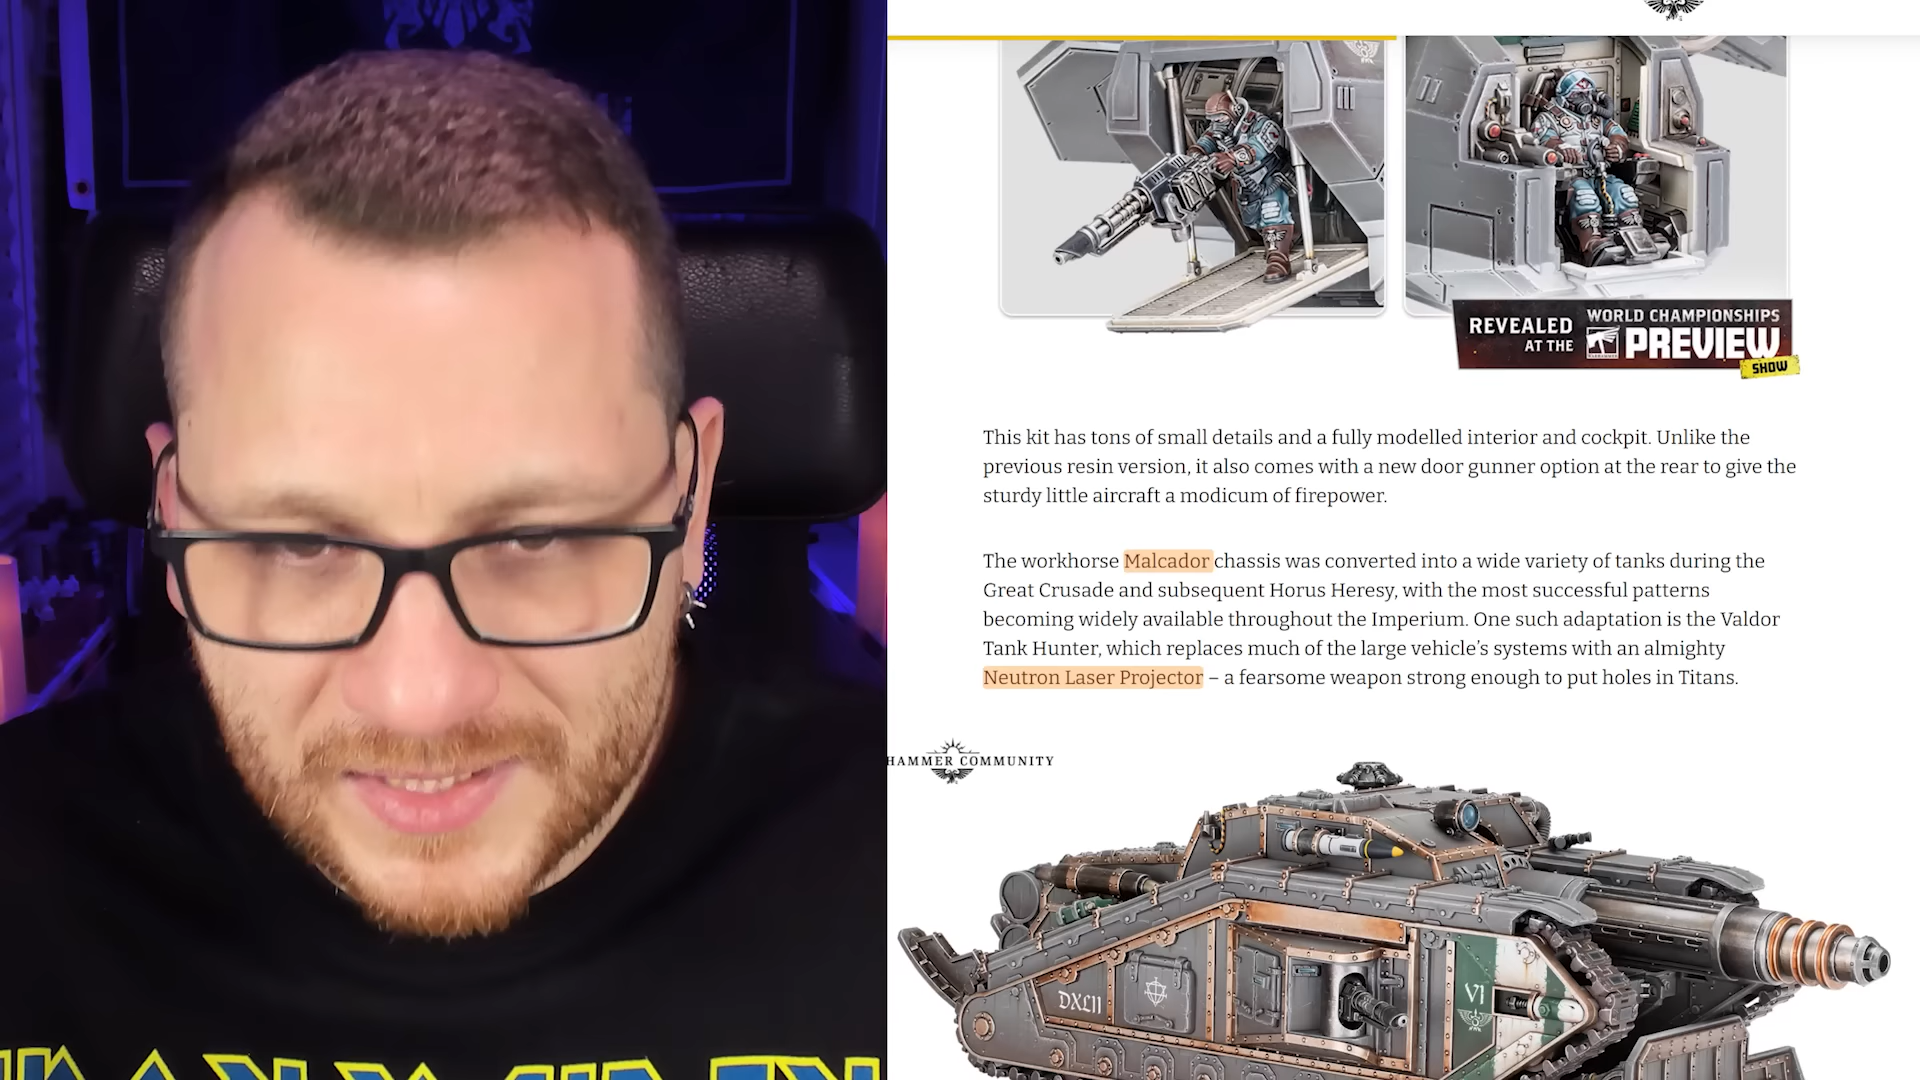 REVEALED
AT THE
WORLD CHAMPIONSHIPS
PREVIEW
SHOW
This kit has tons of small details and a fully modelled interior and cockpit. Unlike the
previous resin version, it also comes with a new door gunner option at the rear to give the
sturdy little aircraft a modicum of firepower.
The workhorse Malcador chassis was converted into a wide variety of tanks during the
Great Crusade and subsequent Horus Heresy, with the most successful patterns
becoming widely available throughout the Imperium. One such adaptation is the Valdor
Tank Hunter, which replaces much of the large vehicle’s systems with an almighty
Neutron Laser Projector – a fearsome weapon strong enough to put holes in Titans.
HAMMER COMMUNITY
DXLII
VI